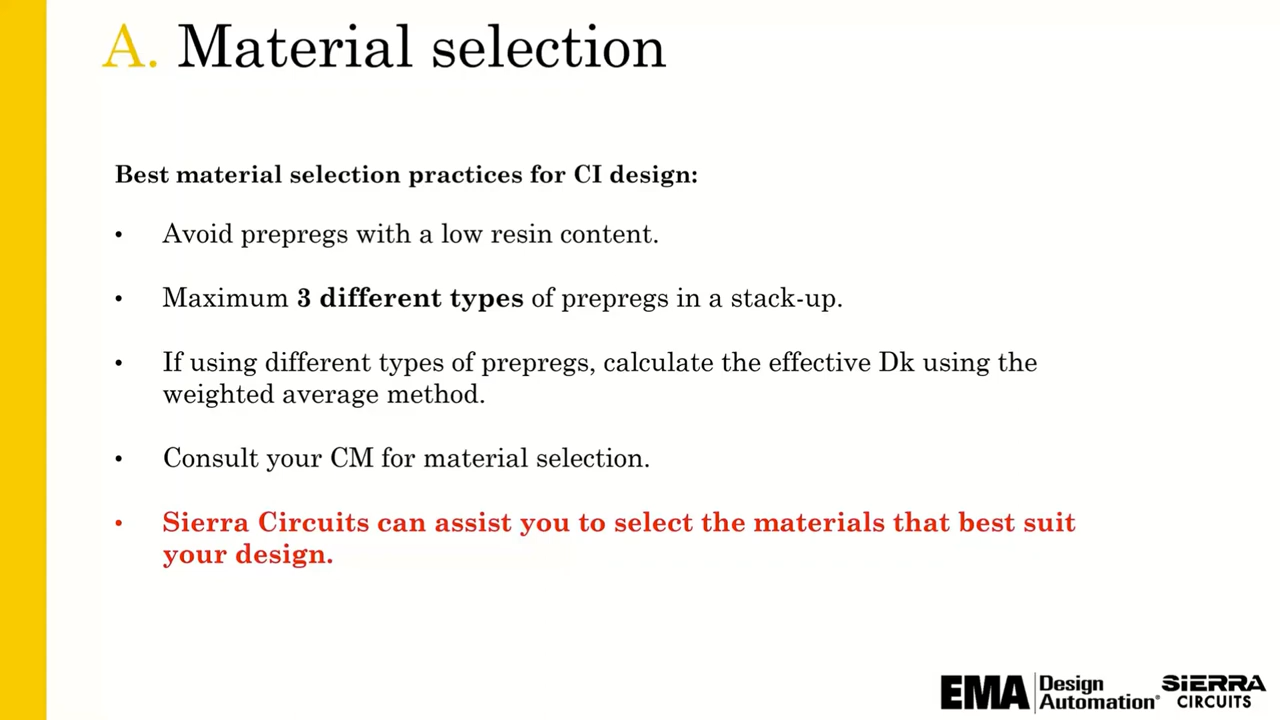 A. Material selection
Best material selection practices for CI design:
• Avoid prepregs with a low resin content.
• Maximum 3 different types of prepregs in a stack-up.
• If using different types of prepregs, calculate the effective Dk using the
weighted average method.
• Consult your CM for material selection.
• Sierra Circuits can assist you to select the materials that best suit
your design.
EMA Design Automation®
SIERRA CIRCUITS